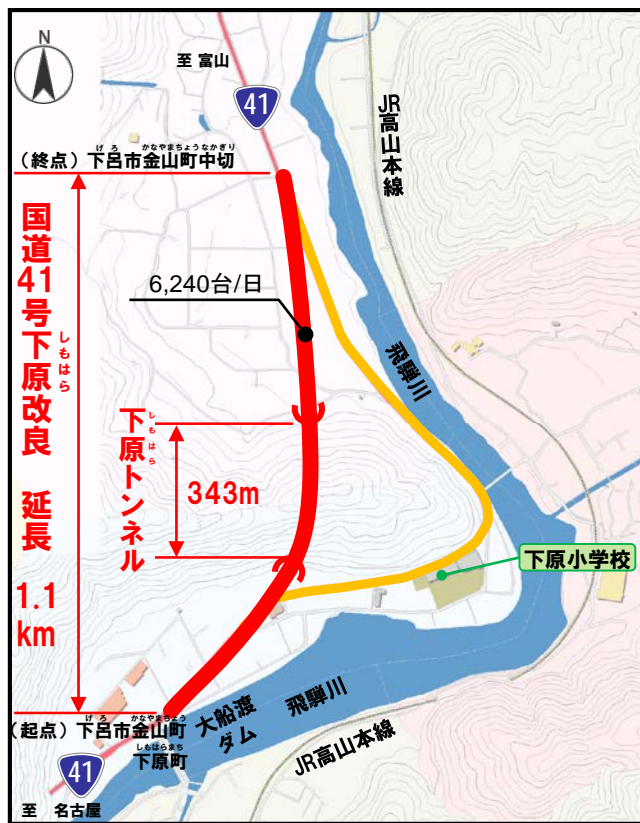 N
至 富山
41
JR高山本線
げろ かなやまちょうなかぎり
(終点)下呂市金山町中切
国道41号下原改良 延長 1.1km
しもはら
6,240台/日
飛騨川
下原トンネル
しもはら
343m
下原小学校
げろ かなやまちょう
(起点)下呂市金山町
しもはらまち
下原町
大船渡
ダム
飛騨川
JR高山本線
41
至 名古屋